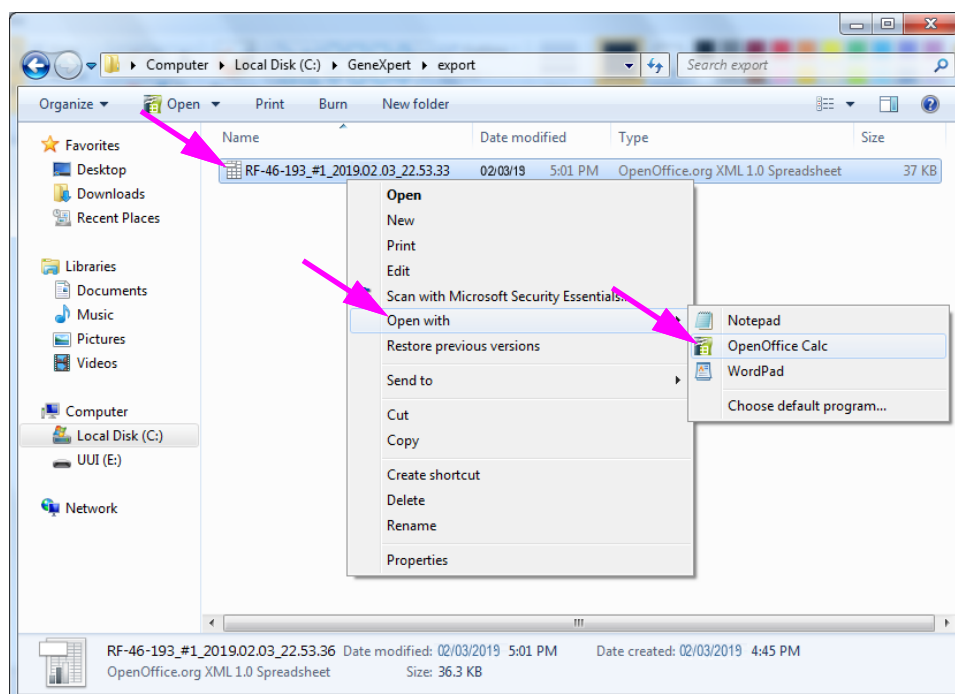 Computer Local Disk (C:) GeneXpert export Search export
Organize Open Print Burn New folder
Name Date modified Type Size
RF-46-193_#1_2019.02.03_22.53.33 02/03/19 5:01 PM OpenOffice.org XML 1.0 Spreadsheet 37 KB
Favorites
Desktop
Downloads
Recent Places
Libraries
Documents
Music
Pictures
Videos
Computer
Local Disk (C:)
UUI (E:)
Network
Open
New
Print
Edit
Scan with Microsoft Security Essentials...
Open with
Restore previous versions
Send to
Cut
Copy
Create shortcut
Delete
Rename
Properties
Notepad
OpenOffice Calc
WordPad
Choose default program...
RF-46-193_#1_2019.02.03_22.53.36 Date modified: 02/03/2019 5:01 PM Date created: 02/03/2019 4:45 PM
OpenOffice.org XML 1.0 Spreadsheet Size: 36.3 KB